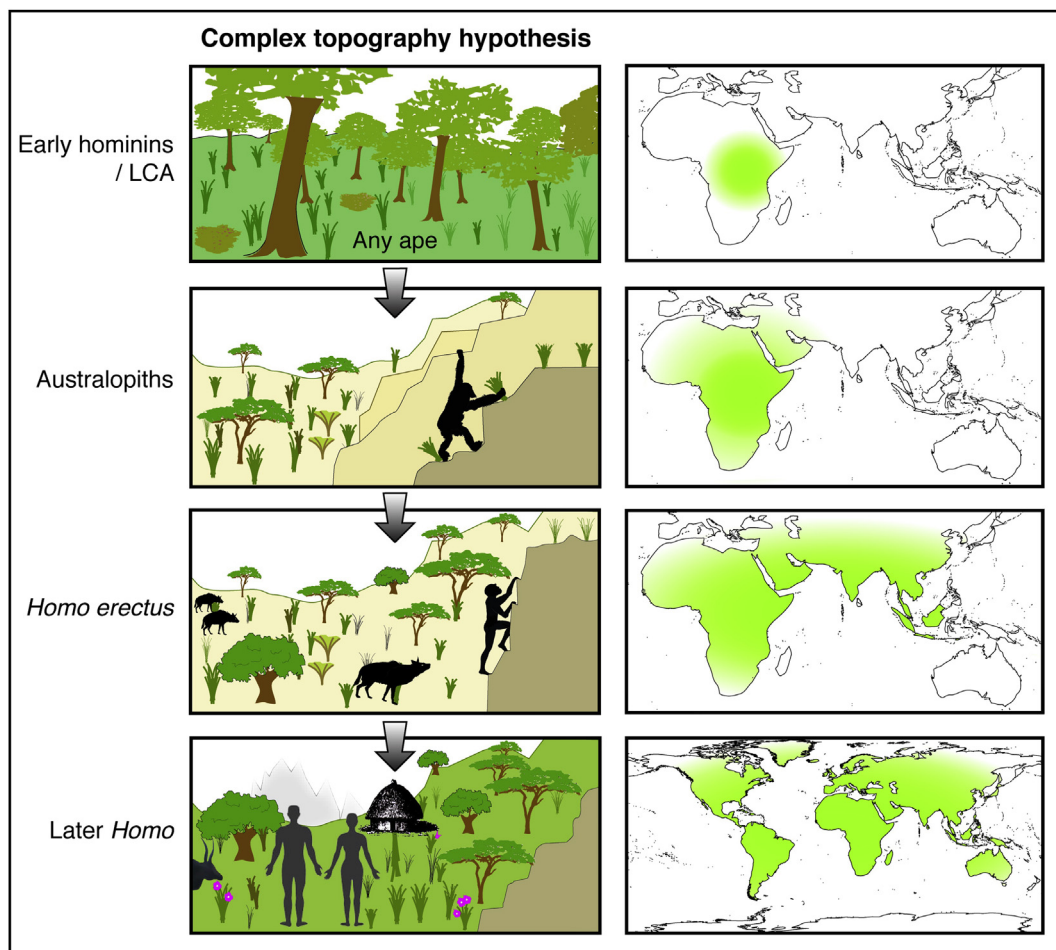 Complex topography hypothesis
Early hominins
/ LCA
Any ape
Australopiths
Homo erectus
Later Homo